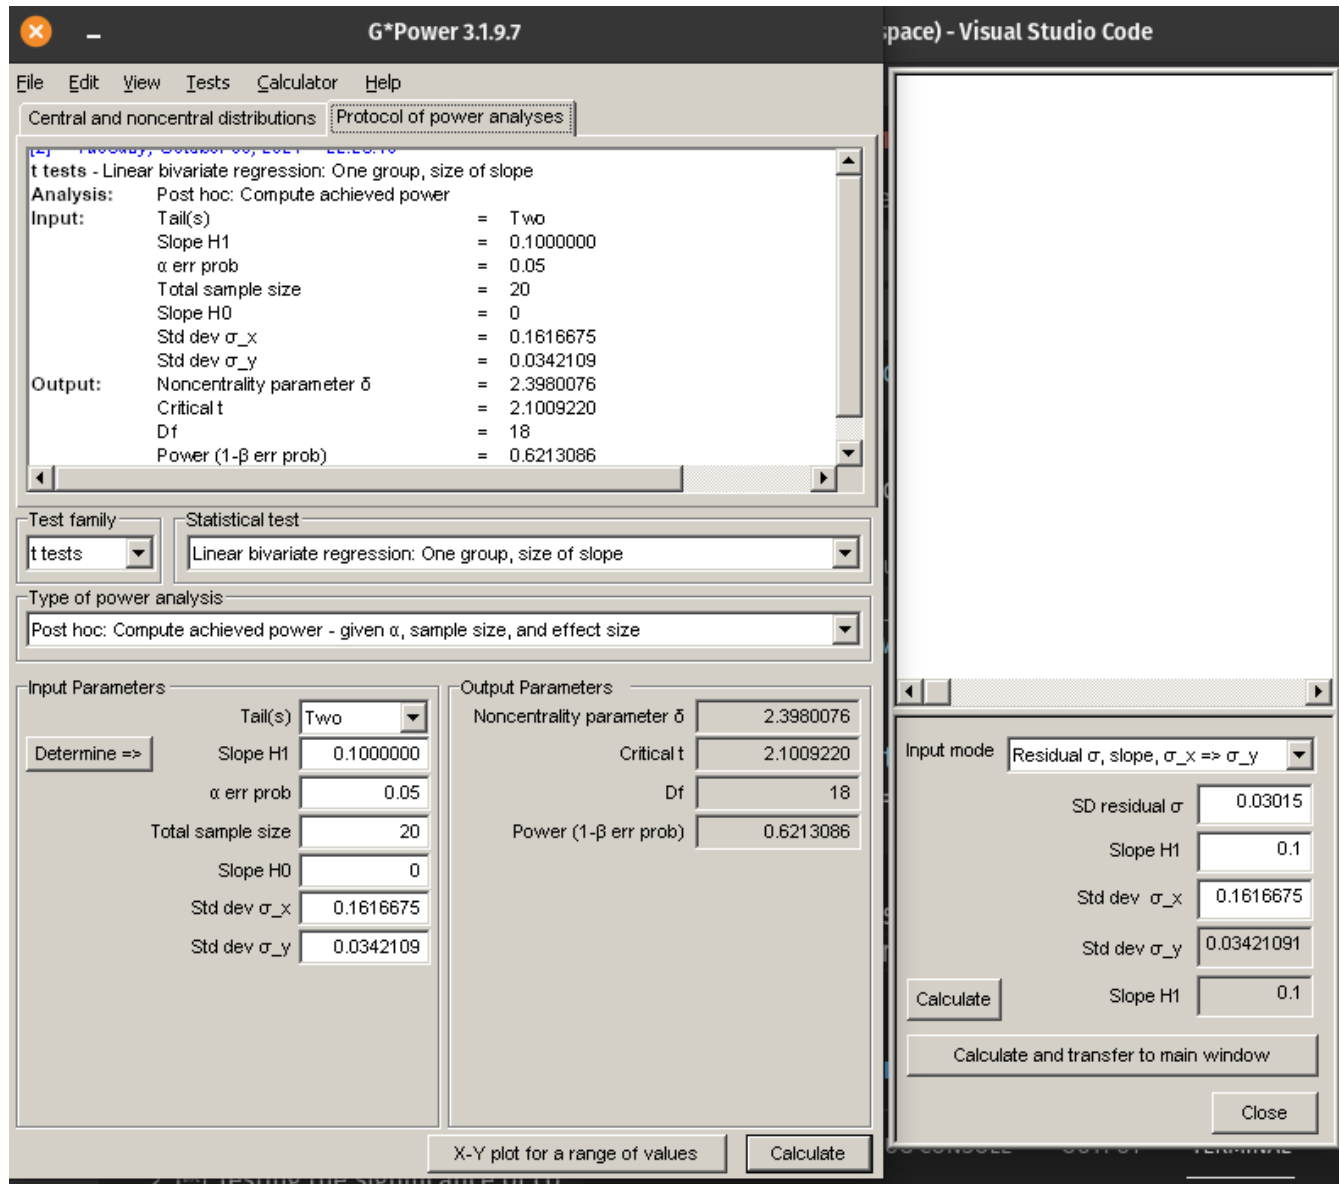 G*Power 3.1.9.7
pace) - Visual Studio Code
File Edit View Tests Calculator Help
Central and noncentral distributions Protocol of power analyses
t tests - Linear bivariate regression: One group, size of slope
Analysis: Post hoc: Compute achieved power
Input: Tail(s) = Two
Slope H1 = 0.1000000
α err prob = 0.05
Total sample size = 20
Slope H0 = 0
Std dev σ_x = 0.1616675
Std dev σ_y = 0.0342109
Output: Noncentrality parameter δ = 2.3980076
Critical t = 2.1009220
Df = 18
Power (1-β err prob) = 0.6213086
Test family Statistical test
t tests Linear bivariate regression: One group, size of slope
Type of power analysis
Post hoc: Compute achieved power - given α, sample size, and effect size
Input Parameters
Tail(s) Two
Determine => Slope H1 0.1000000
α err prob 0.05
Total sample size 20
Slope H0 0
Std dev σ_x 0.1616675
Std dev σ_y 0.0342109
Output Parameters
Noncentrality parameter δ 2.3980076
Critical t 2.1009220
Df 18
Power (1-β err prob) 0.6213086
X-Y plot for a range of values Calculate
Input mode Residual σ, slope, σ_x => σ_y
SD residual σ 0.03015
Slope H1 0.1
Std dev σ_x 0.1616675
Std dev σ_y 0.03421091
Calculate Slope H1 0.1
Calculate and transfer to main window
Close